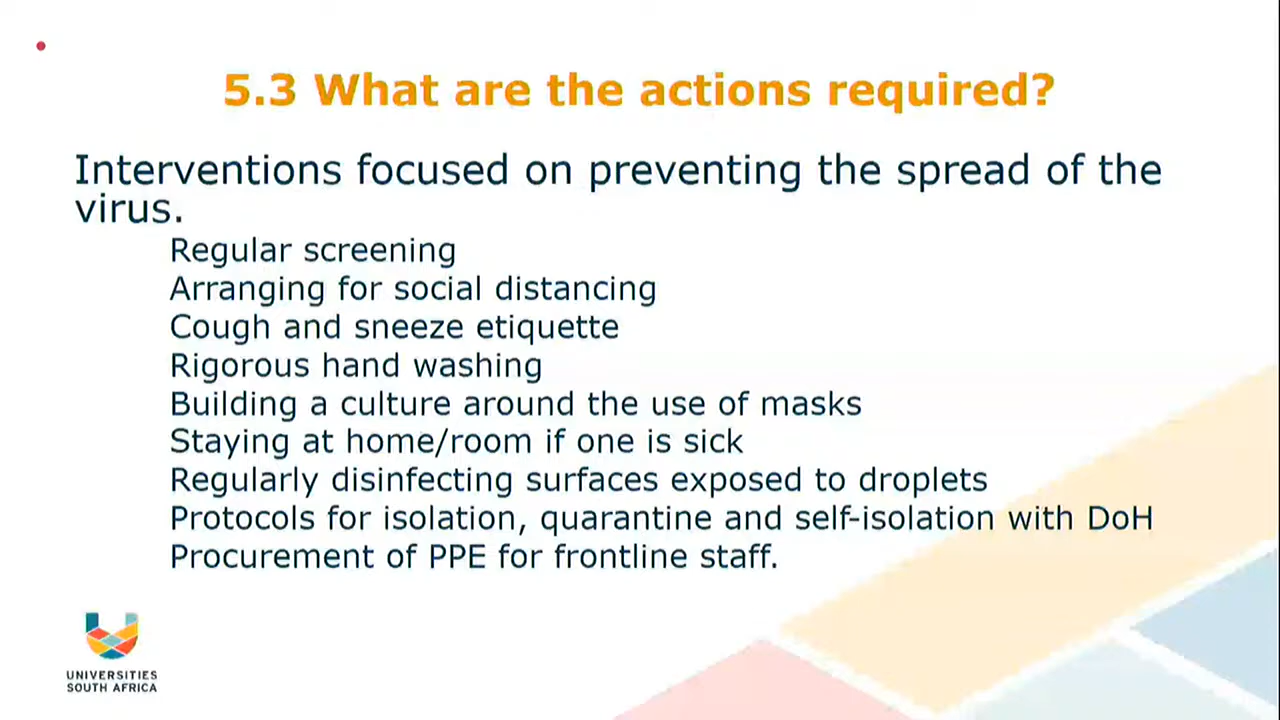 5.3 What are the actions required?
Interventions focused on preventing the spread of the
virus.
Regular screening
Arranging for social distancing
Cough and sneeze etiquette
Rigorous hand washing
Building a culture around the use of masks
Staying at home/room if one is sick
Regularly disinfecting surfaces exposed to droplets
Protocols for isolation, quarantine and self-isolation with DoH
Procurement of PPE for frontline staff.
UNIVERSITIES
SOUTH AFRICA